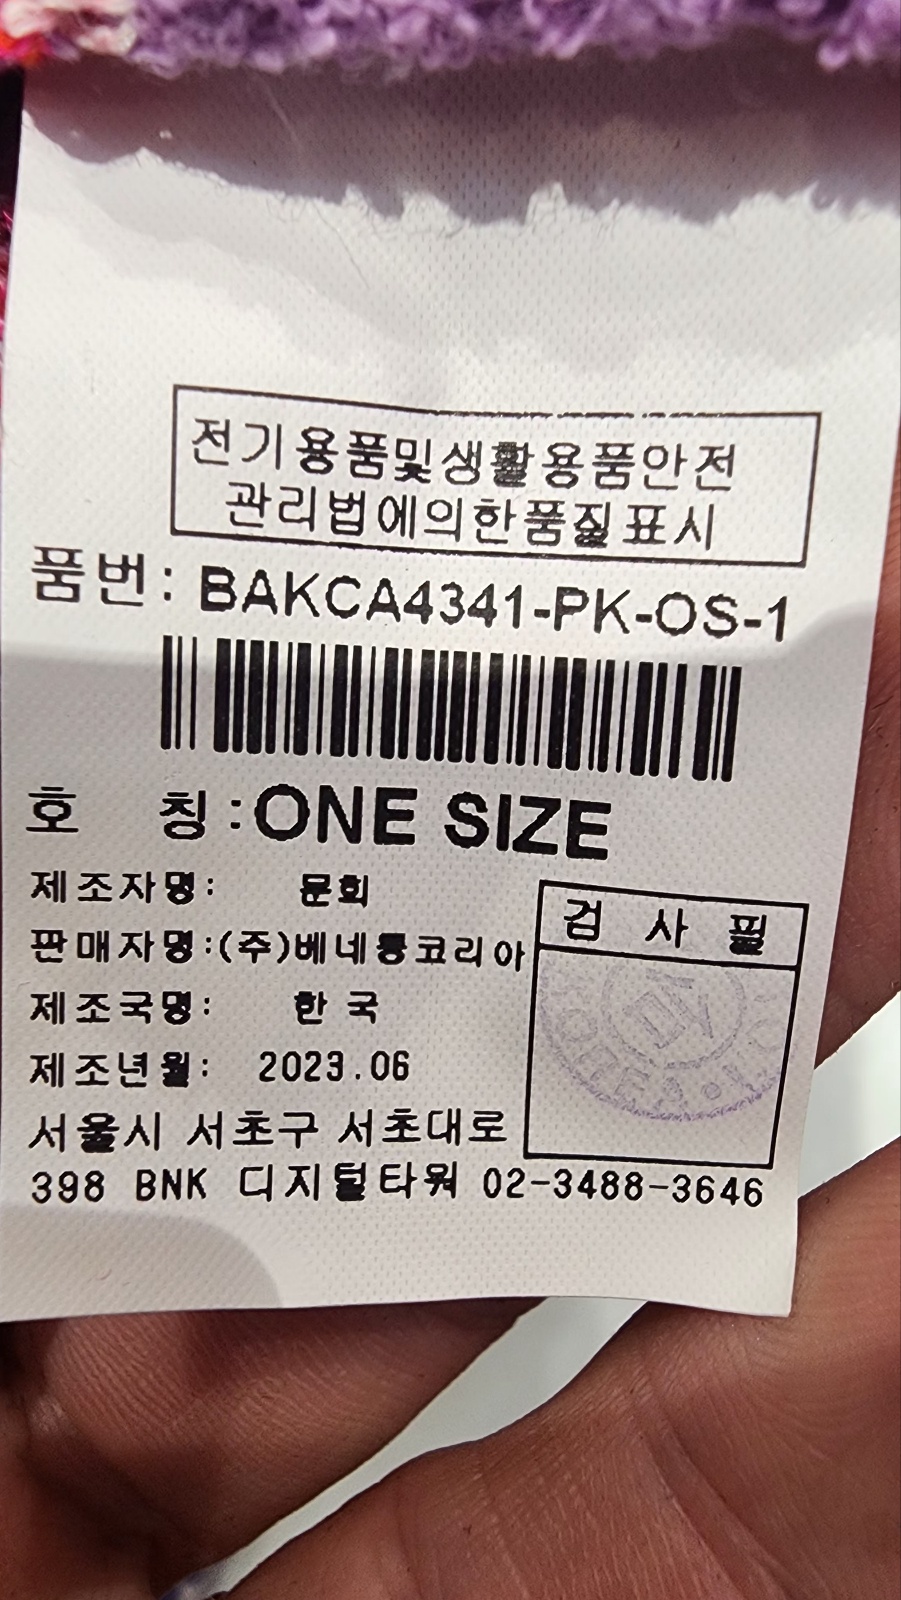 전기용품및생활용품안전
관리법에의한품질표시
품번: BAKCA4341-PK-OS-1
호 칭:ONE SIZE
제조자명: 문희
판매자명:(주)베네통코리아
제조국명: 한 국
제조년월: 2023.06
검 사 필
서울시 서초구 서초대로
398 BNK 디지털타워 02-3488-3646